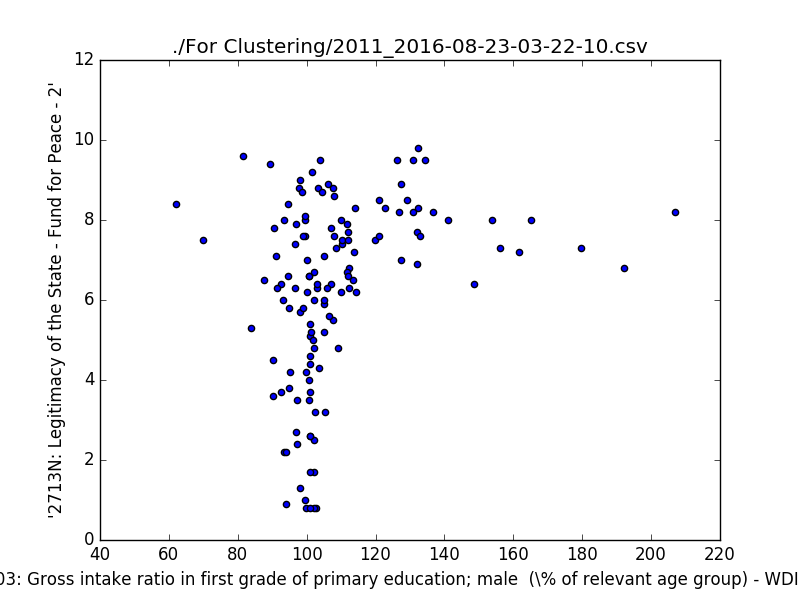 ./For Clustering/2011_2016-08-23-03-22-10.csv
12
10
8
6
4
2
0
'2713N: Legitimacy of the State - Fund for Peace - 2'
40 60 80 100 120 140 160 180 200 220
03: Gross intake ratio in first grade of primary education; male (\% of relevant age group) - WDI